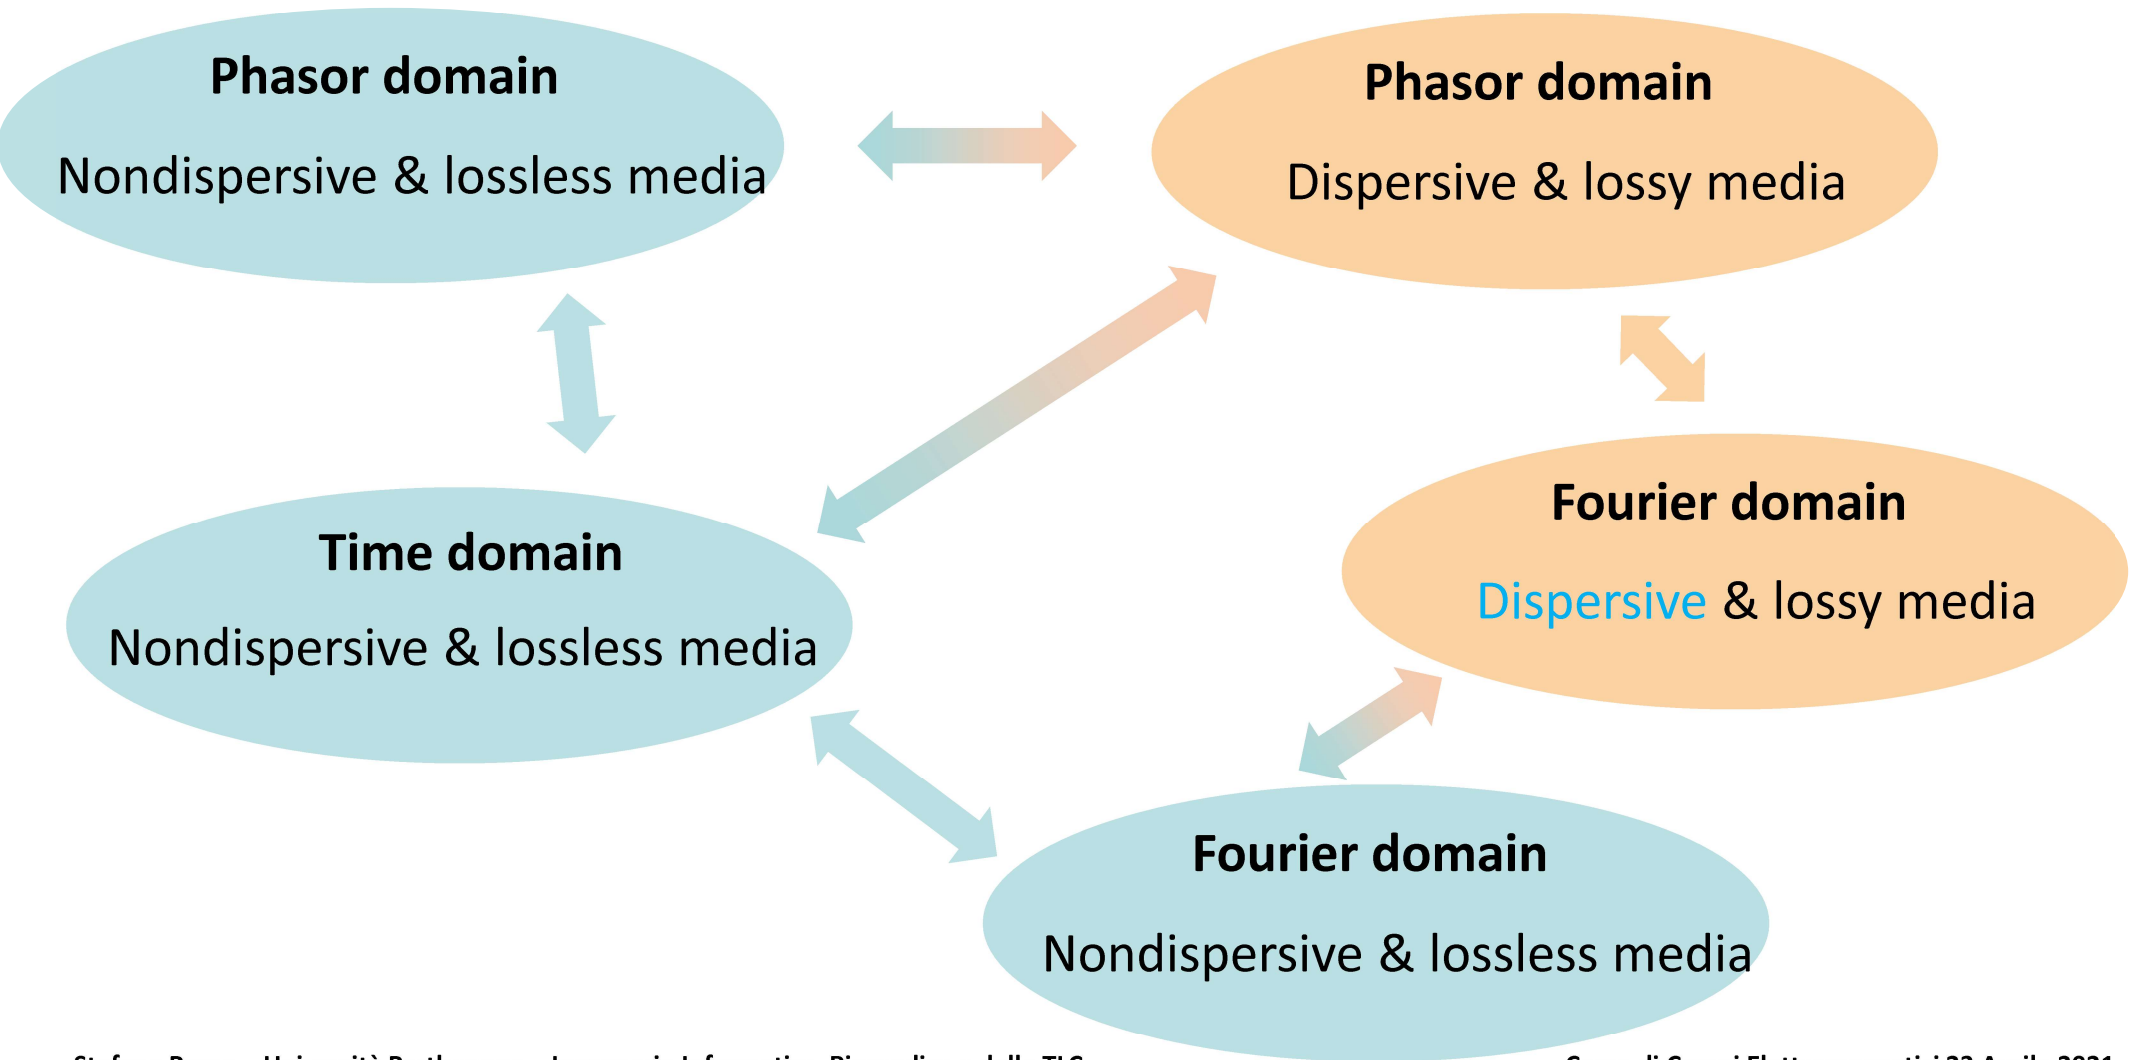 Phasor domain
Nondispersive & lossless media
Phasor domain
Dispersive & lossy media
Time domain
Nondispersive & lossless media
Fourier domain
Dispersive & lossy media
Fourier domain
Nondispersive & lossless media